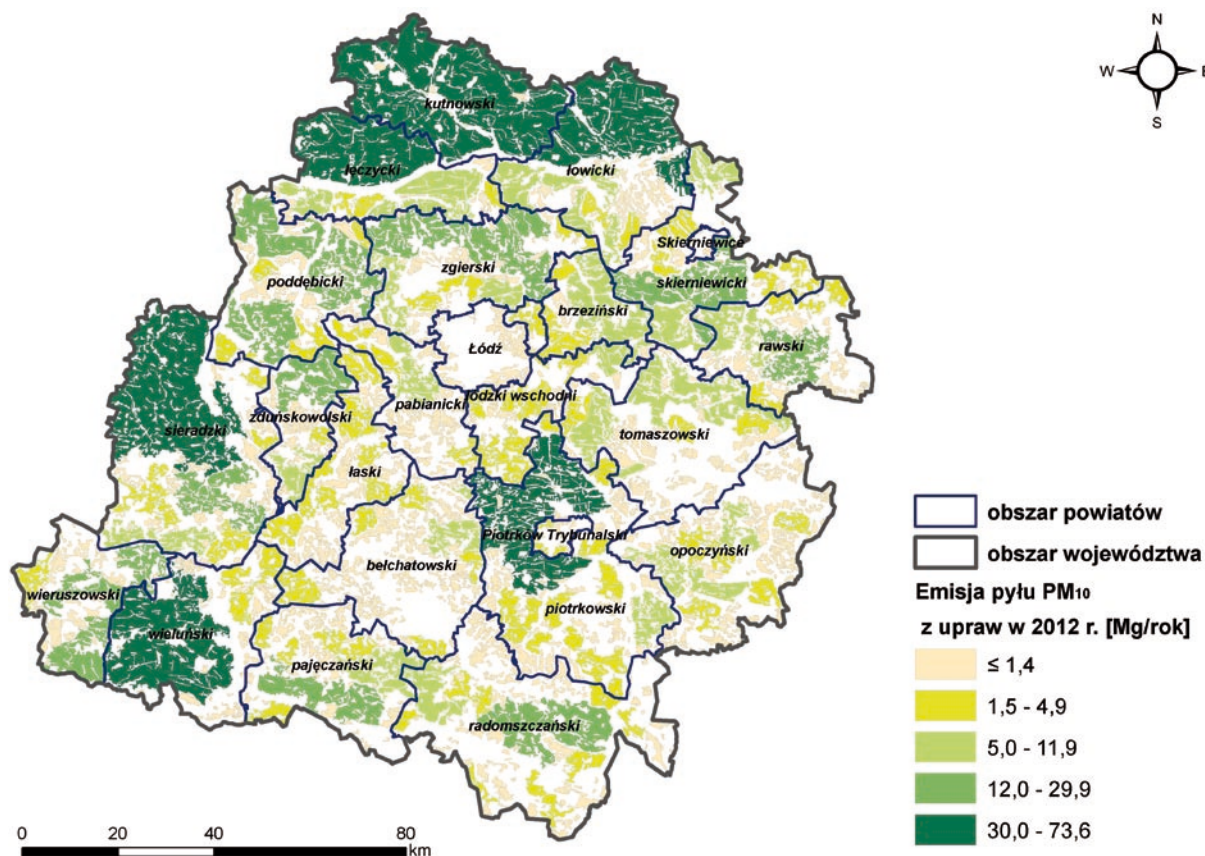 N
W E
S
kutnowski
łęczycki
łowicki
Skierniewice
zgierski
poddębicki
skierniewicki
brzeziński
Łódź
rawski
łódzki wschodni
zduńskowolski
pabianicki
sieradzki
tomaszowski
łaski
Piotrków Trybunalski
opoczyński
bełchatowski
wieruszowski
piotrkowski
wieluński
pajęczański
radomszczański
obszar powiatów
obszar województwa
Emisja pyłu PM10
z upraw w 2012 r. [Mg/rok]
≤ 1,4
1,5 - 4,9
5,0 - 11,9
12,0 - 29,9
30,0 - 73,6
0 20 40 80
km